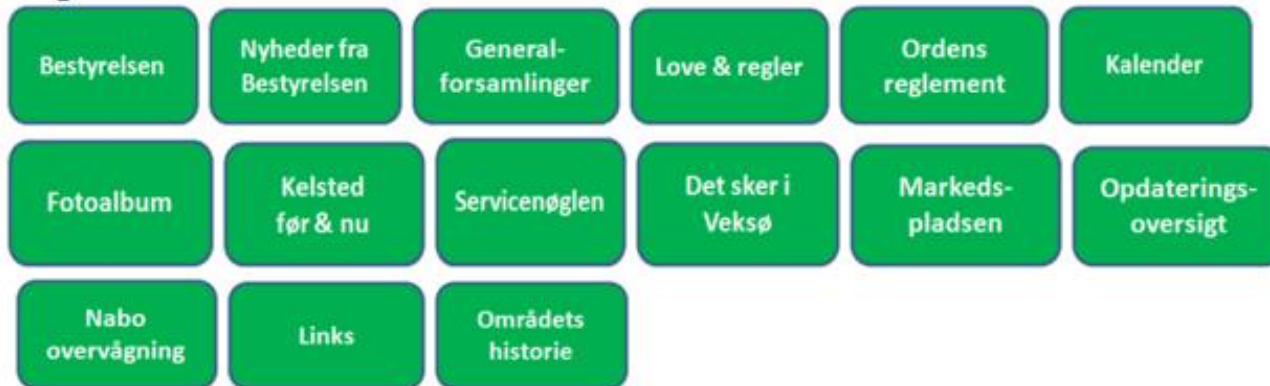 Bestyrelsen
Nyheder fra
Bestyrelsen
General-
forsamlinger
Love & regler
Ordens
reglement
Kalender
Fotoalbum
Kelsted
før & nu
Servicenøglen
Det sker i
Veksø
Markeds-
pladsen
Opdaterings-
oversigt
Nabo
overvågning
Links
Områdets
historie